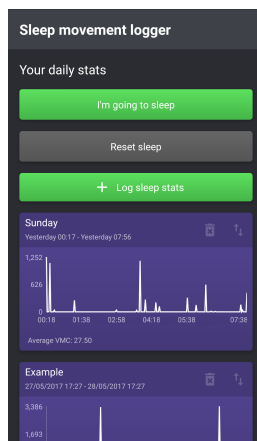 Sleep movement logger
Your daily stats
I'm going to sleep
Reset sleep
+ Log sleep stats
Sunday
Yesterday 00:17 - Yesterday 07:56
1,252
626
0
00:18 01:38 02:58 04:18 05:38 07:38
Average VMC: 27.50
Example
27/05/2017 17:27 - 28/05/2017 17:27
3,386
1,693